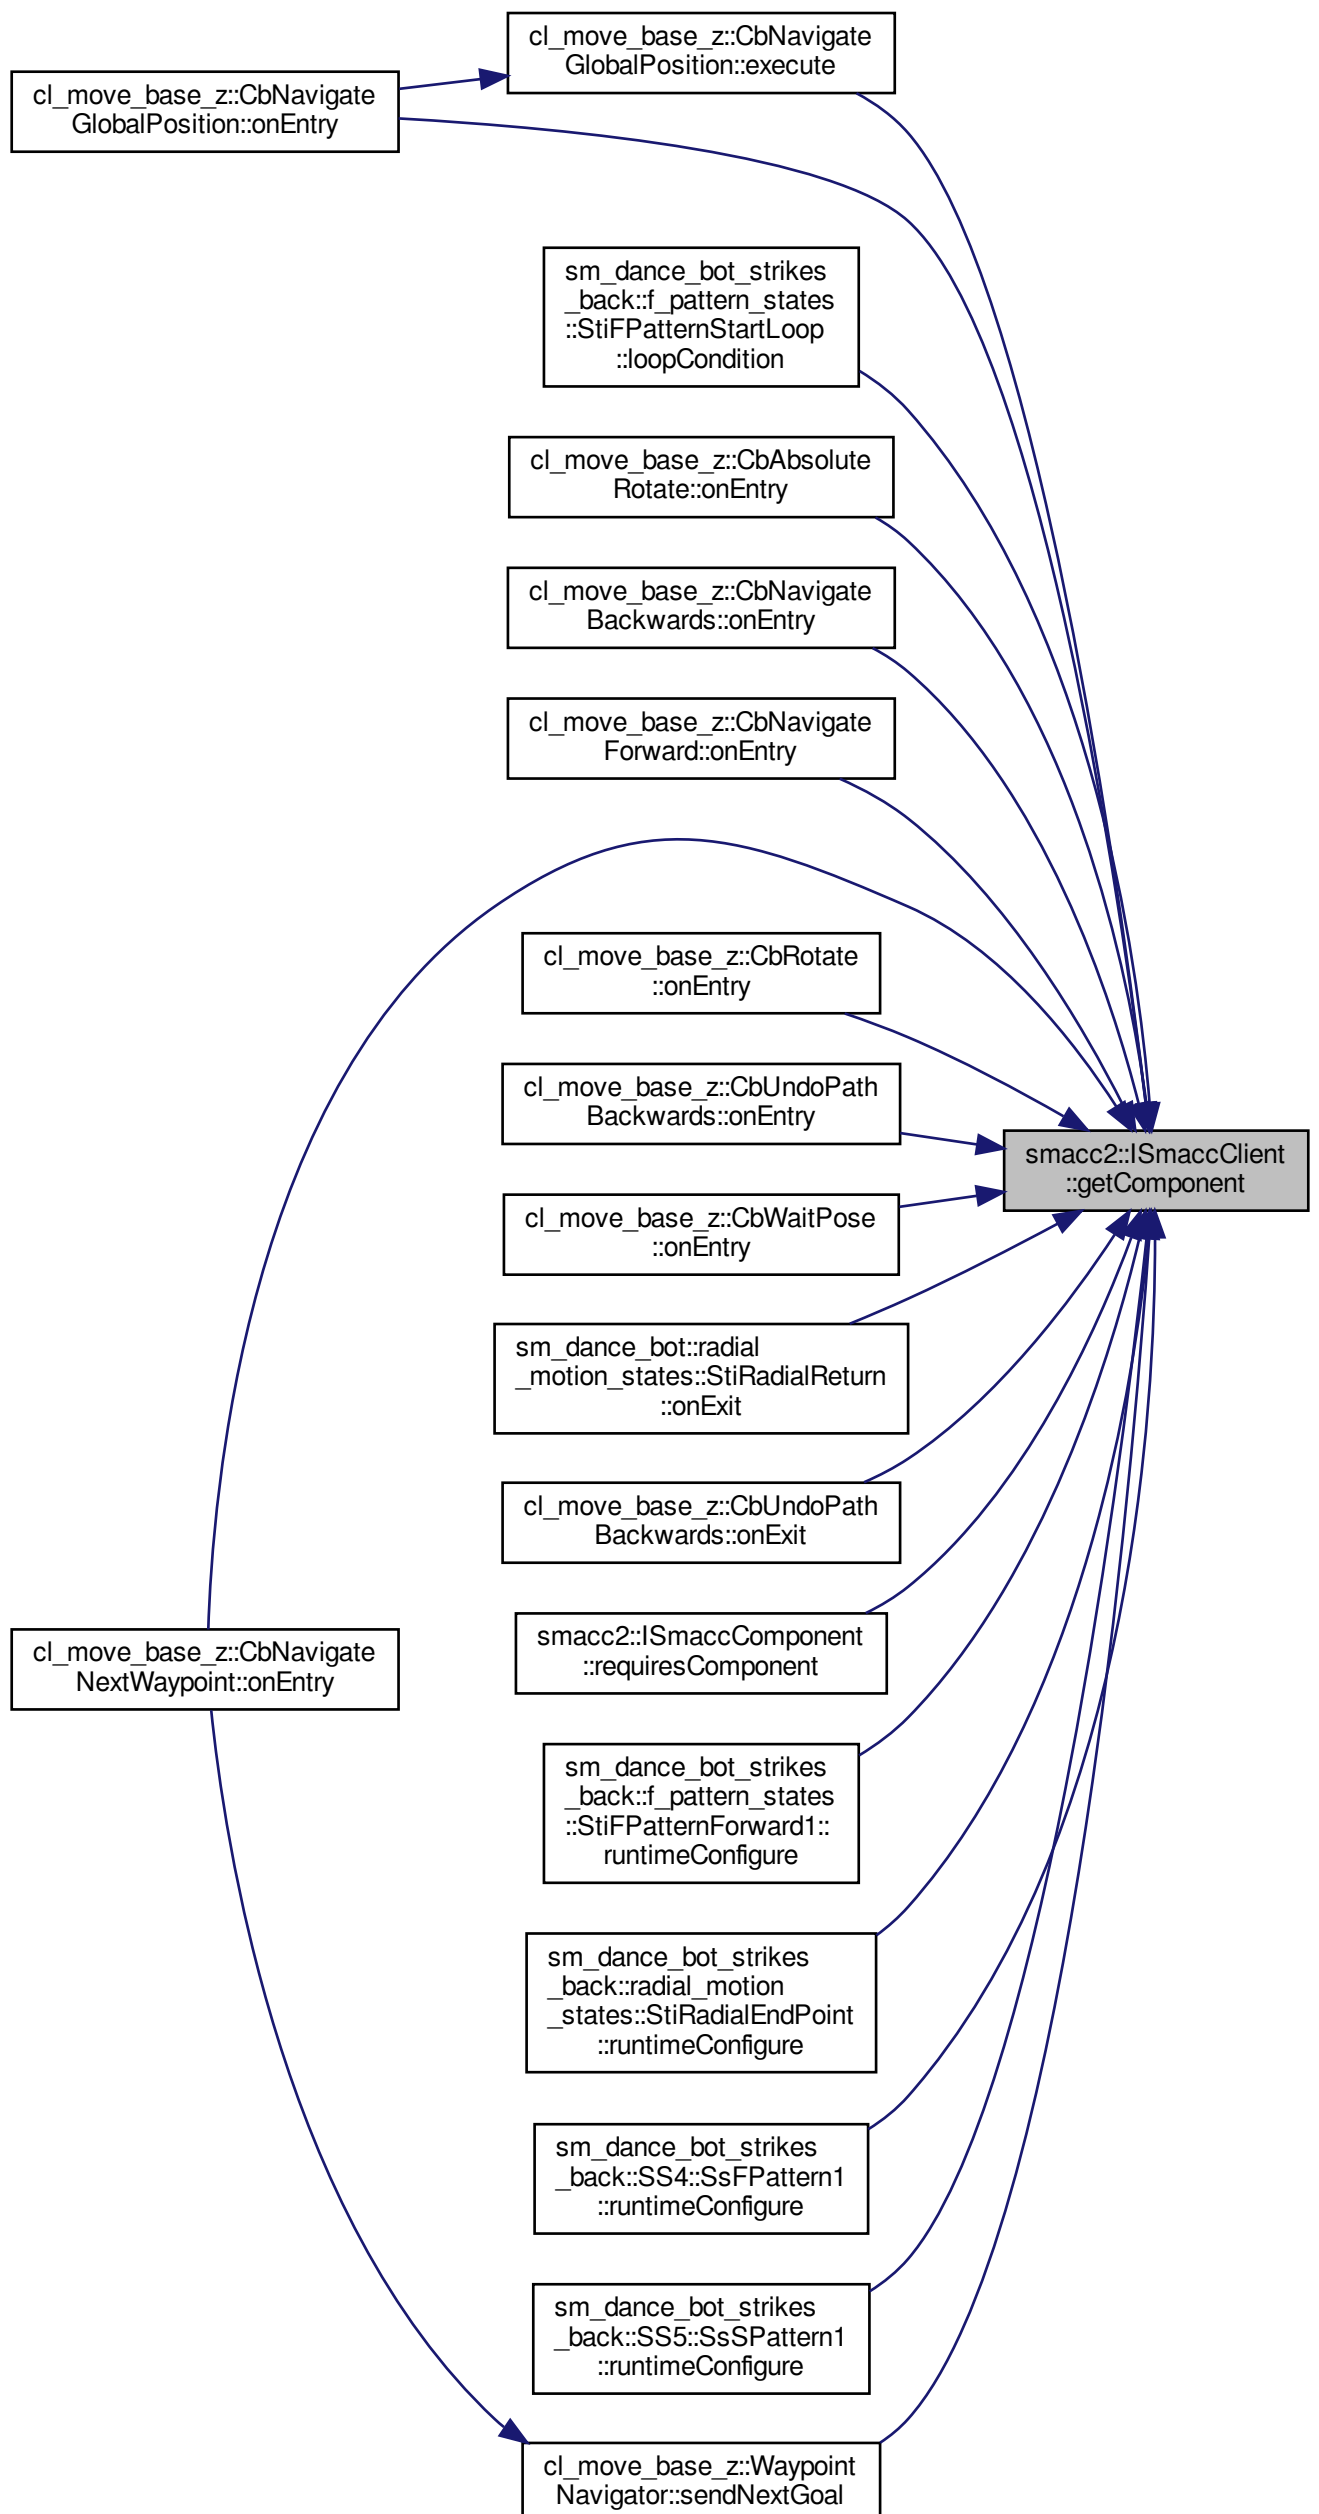 cl_move_base_z::CbNavigate
GlobalPosition::execute
cl_move_base_z::CbNavigate
GlobalPosition::onEntry
sm_dance_bot_strikes
_back::f_pattern_states
::StiFPatternStartLoop
::loopCondition
cl_move_base_z::CbAbsolute
Rotate::onEntry
cl_move_base_z::CbNavigate
Backwards::onEntry
cl_move_base_z::CbNavigate
Forward::onEntry
cl_move_base_z::CbRotate
::onEntry
cl_move_base_z::CbUndoPath
Backwards::onEntry
smacc2::ISmaccClient
::getComponent
cl_move_base_z::CbWaitPose
::onEntry
sm_dance_bot::radial
_motion_states::StiRadialReturn
::onExit
cl_move_base_z::CbUndoPath
Backwards::onExit
smacc2::ISmaccComponent
::requiresComponent
cl_move_base_z::CbNavigate
NextWaypoint::onEntry
sm_dance_bot_strikes
_back::f_pattern_states
::StiFPatternForward1::
runtimeConfigure
sm_dance_bot_strikes
_back::radial_motion
_states::StiRadialEndPoint
::runtimeConfigure
sm_dance_bot_strikes
_back::SS4::SsFPattern1
::runtimeConfigure
sm_dance_bot_strikes
_back::SS5::SsSPattern1
::runtimeConfigure
cl_move_base_z::Waypoint
Navigator::sendNextGoal